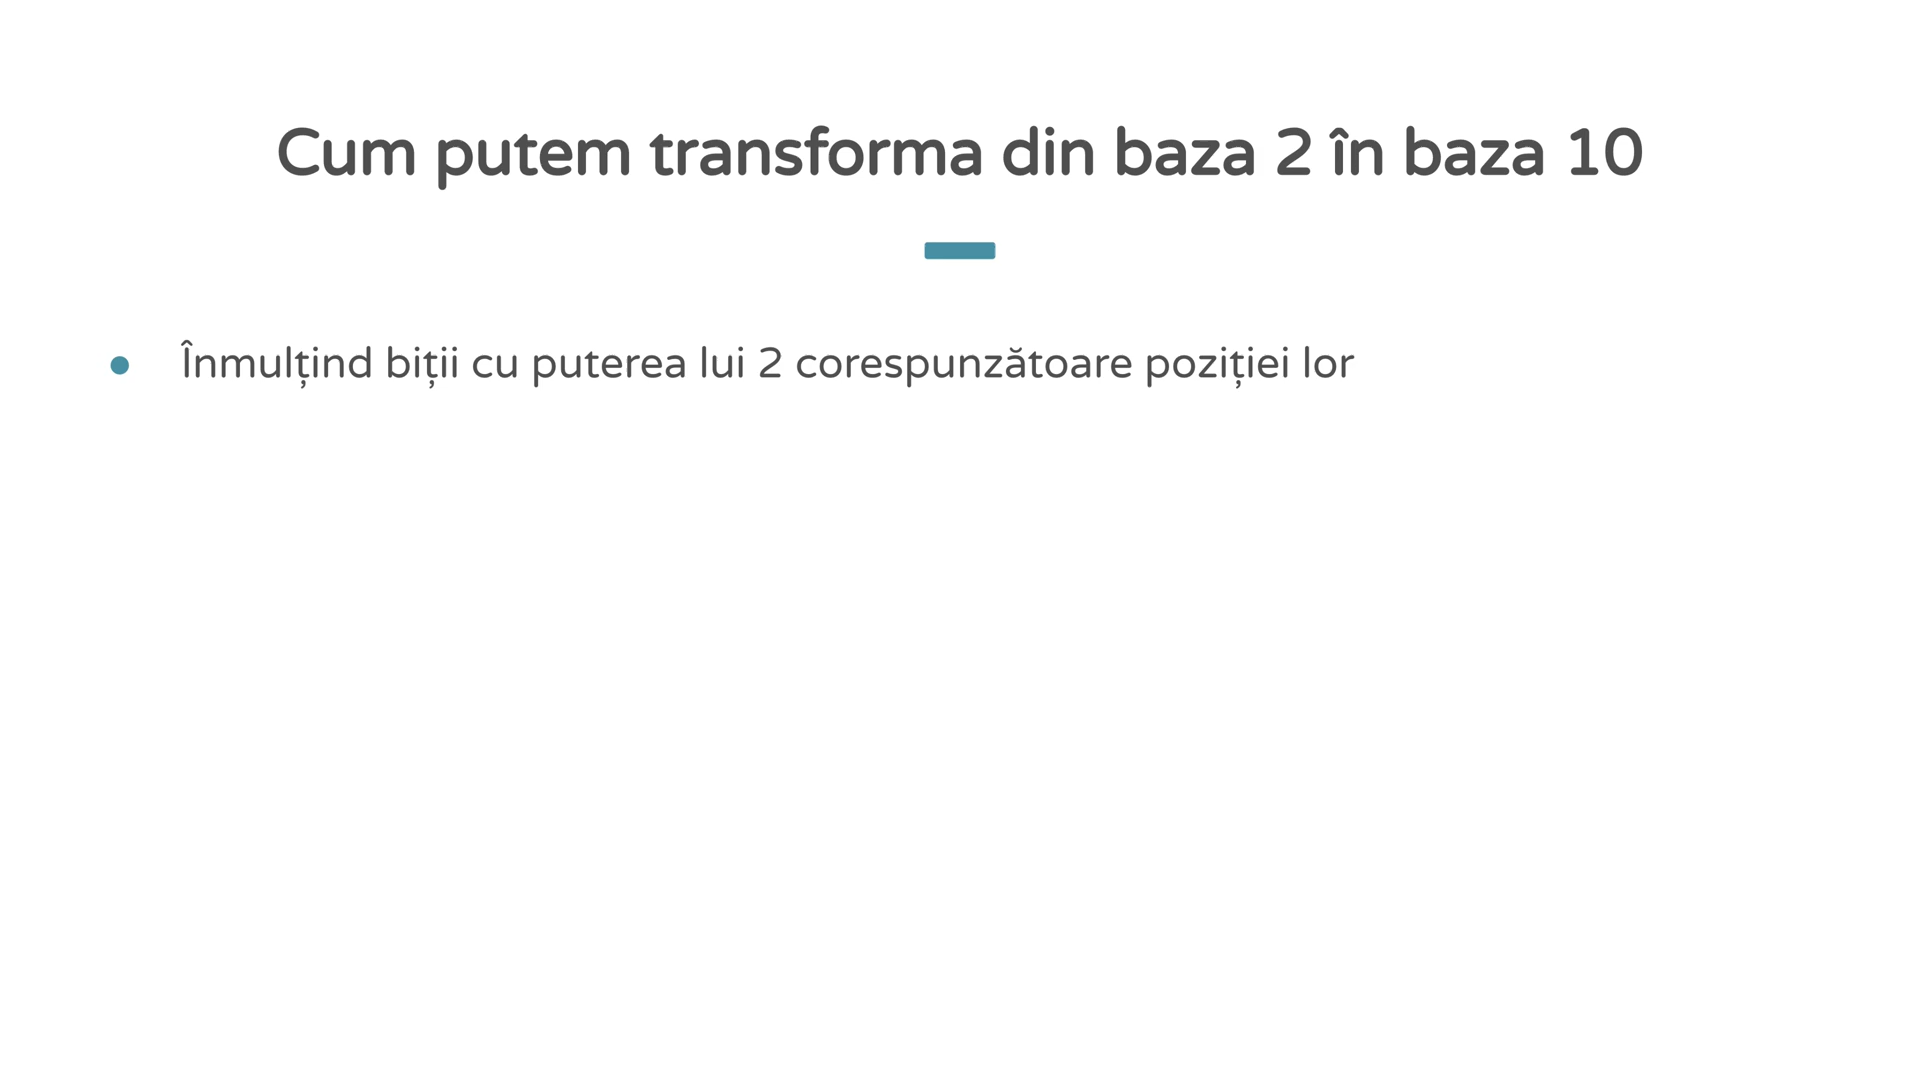 Cum putem transforma din baza 2 în baza 10
Înmulțind biții cu puterea lui 2 corespunzătoare poziției lor